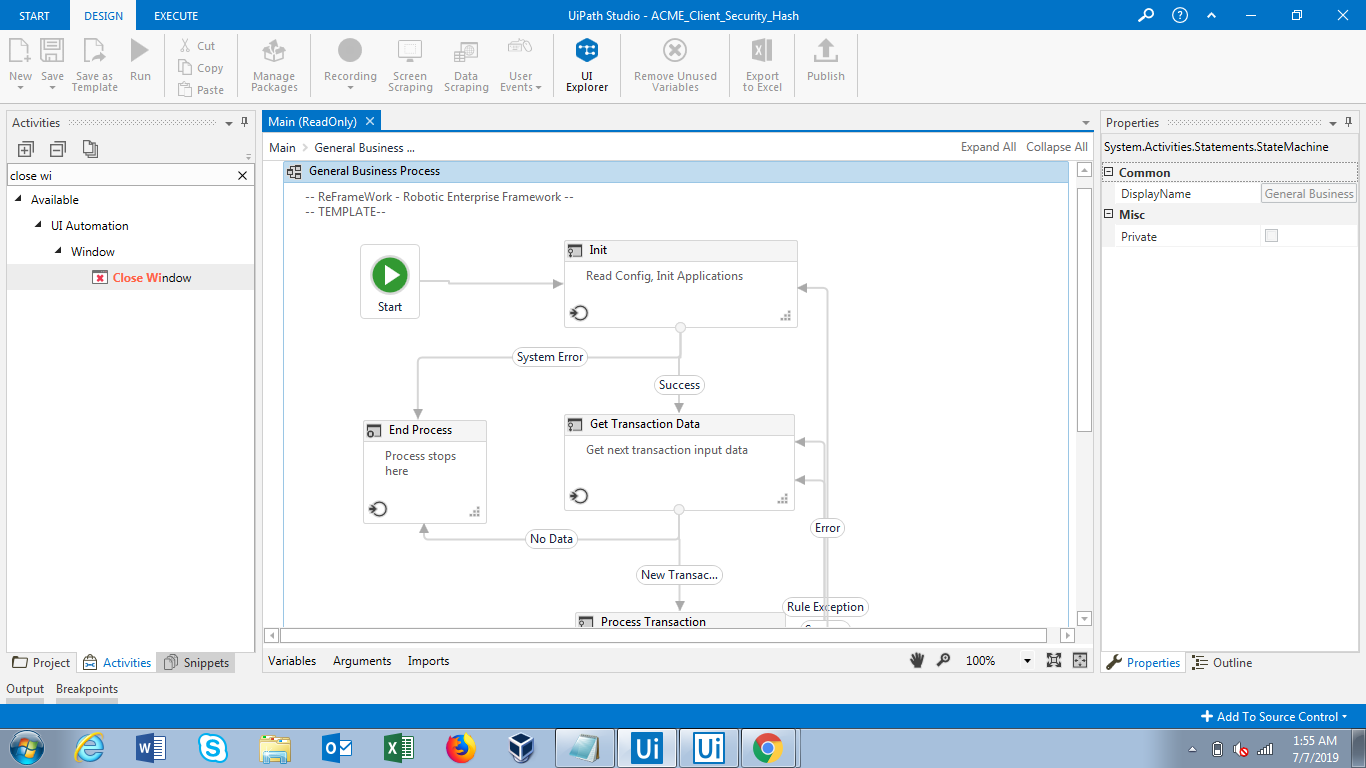 START DESIGN EXECUTE UiPath Studio - ACME_Client_Security_Hash
New Save Save as Template Run Cut Copy Paste Manage Packages Recording Screen Scraping Data Scraping User Events UI Explorer Remove Unused Variables Export to Excel Publish
Activities
close wi
Available
UI Automation
Window
Close Window
Project Activities Snippets
Main (ReadOnly)
Main General Business ... Expand All Collapse All
General Business Process
-- ReFrameWork - Robotic Enterprise Framework --
-- TEMPLATE--
Start
Init
Read Config, Init Applications
System Error
Success
End Process
Process stops
here
Get Transaction Data
Get next transaction input data
No Data
Error
New Transac...
Rule Exception
Process Transaction
Variables Arguments Imports 100%
Properties
System.Activities.Statements.StateMachine
Common
DisplayName General Business
Misc
Private
Properties Outline
Output Breakpoints
Add To Source Control
Ui Ui
1:55 AM
7/7/2019